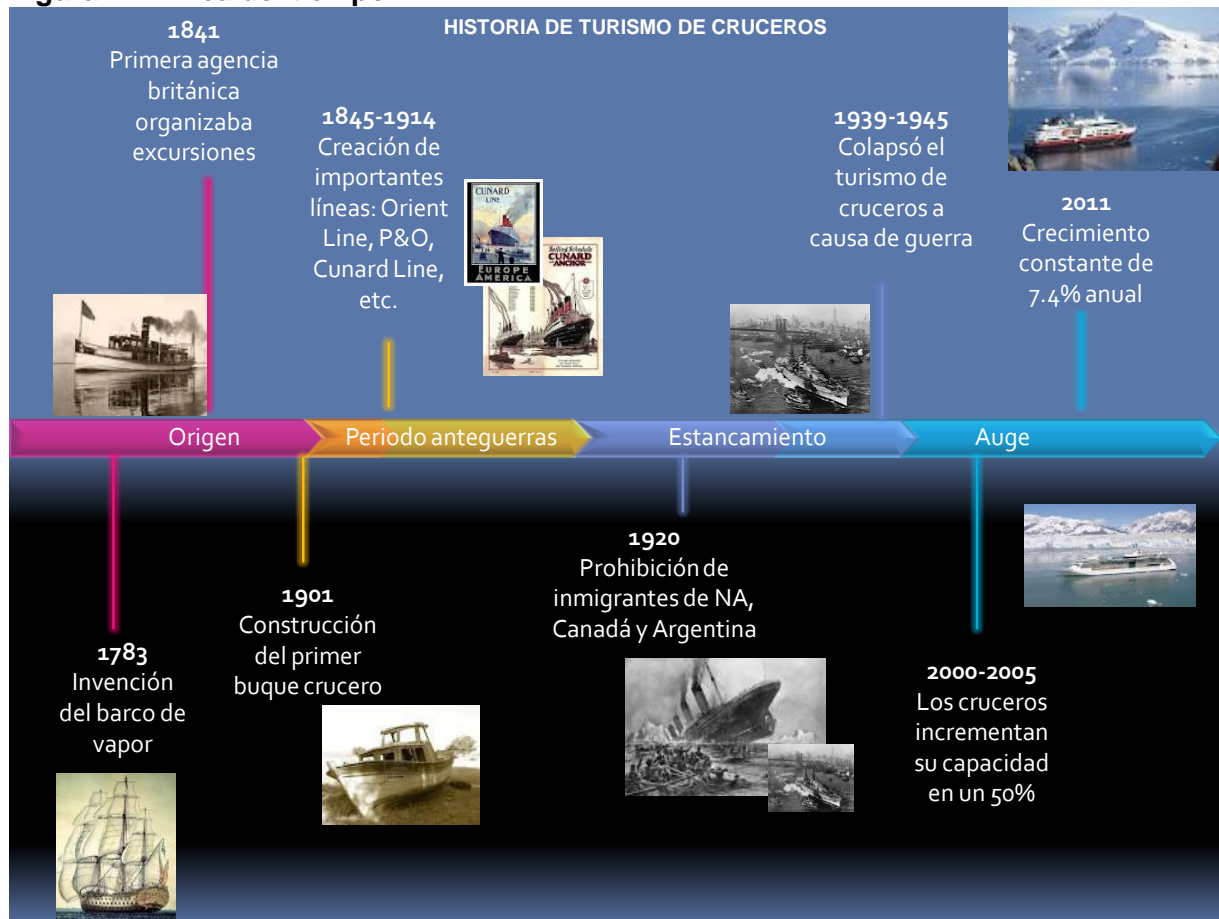 HISTORIA DE TURISMO DE CRUCEROS
1841
Primera agencia
británica
organizaba
excursiones
1845-1914
Creación de
importantes
líneas: Orient
Line, P&O,
Cunard Line,
etc.
CUNARD
LINE
EUROPE
AMERICA
Sailing Schedule
CUNARD
ANCHOR
1939-1945
Colapsó el
turismo de
cruceros a
causa de guerra
2011
Crecimiento
constante de
7.4% anual
Origen
Periodo anteguerras
Estancamiento
Auge
1783
Invención
del barco de
vapor
1901
Construcción
del primer
buque crucero
1920
Prohibición de
inmigrantes de NA,
Canadá y Argentina
2000-2005
Los cruceros
incrementan
su capacidad
en un 50%